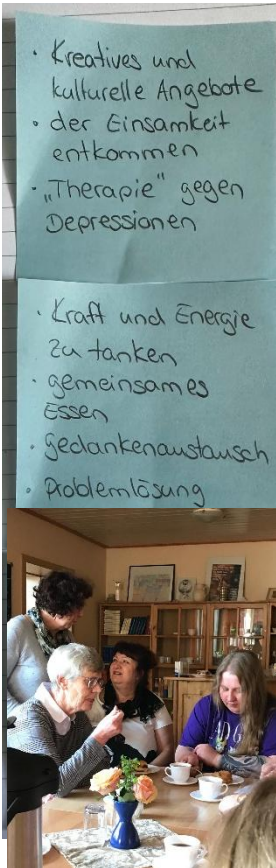 · Kreatives und
kulturelle Angebote
· der Einsamkeit
entkommen
· „Therapie“ gegen
Depressionen
· Kraft und Energie
zu tanken
· gemeinsames
Essen
· Gedankenaustausch
· Problemlösung